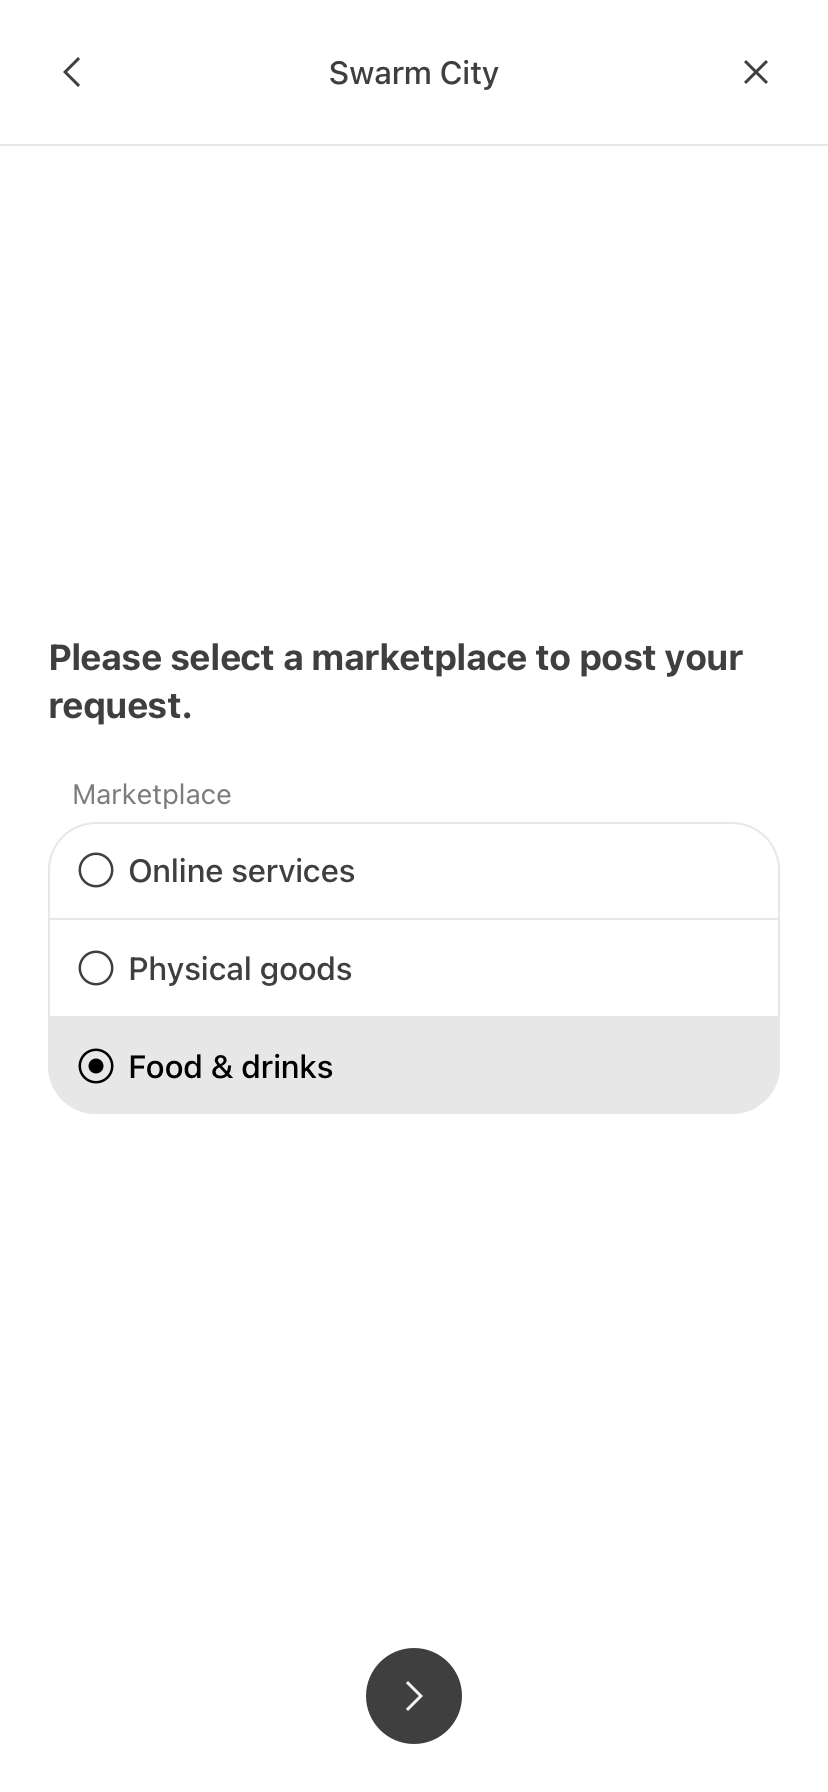 Swarm City
Please select a marketplace to post your
request.
Marketplace
Online services
Physical goods
Food & drinks